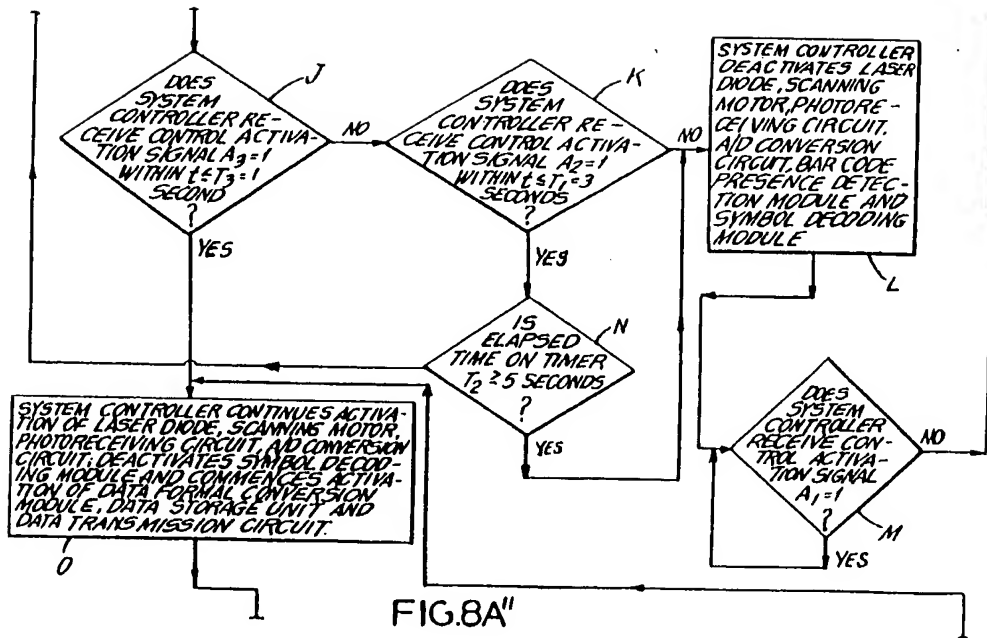 DOES
SYSTEM
CONTROLLER RE-
CEIVE CONTROL ACTIVA-
TION SIGNAL A3=1
WITHIN t≤T3=1
SECOND
?
J
NO
YES
DOES
SYSTEM
CONTROLLER RE-
CEIVE CONTROL ACTIVA-
TION SIGNAL A2=1
WITHIN t≤T1=3
SECONDS
?
K
NO
YES
SYSTEM CONTROLLER
DEACTIVATES LASER
DIODE, SCANNING
MOTOR, PHOTORE-
CEIVING CIRCUIT,
A/D CONVERSION
CIRCUIT, BAR CODE
PRESENCE DETEC-
TION MODULE AND
SYMBOL DECODING
MODULE
L
IS
ELAPSED
TIME ON TIMER
T2 ≥ 5 SECONDS
?
N
YES
DOES
SYSTEM
CONTROLLER
RECEIVE CON-
TROL ACTIVA-
TION SIGNAL
A1=1
?
M
NO
YES
SYSTEM CONTROLLER CONTINUES ACTIVA-
TION OF LASER DIODE, SCANNING MOTOR,
PHOTORECEIVING CIRCUIT, A/D CONVERSION
CIRCUIT; DEACTIVATES SYMBOL DECOD-
ING MODULE AND COMMENCES ACTIVA-
TION OF DATA FORMAL CONVERSION
MODULE, DATA STORAGE UNIT AND
DATA TRANSMISSION CIRCUIT.
O
FIG.8A"